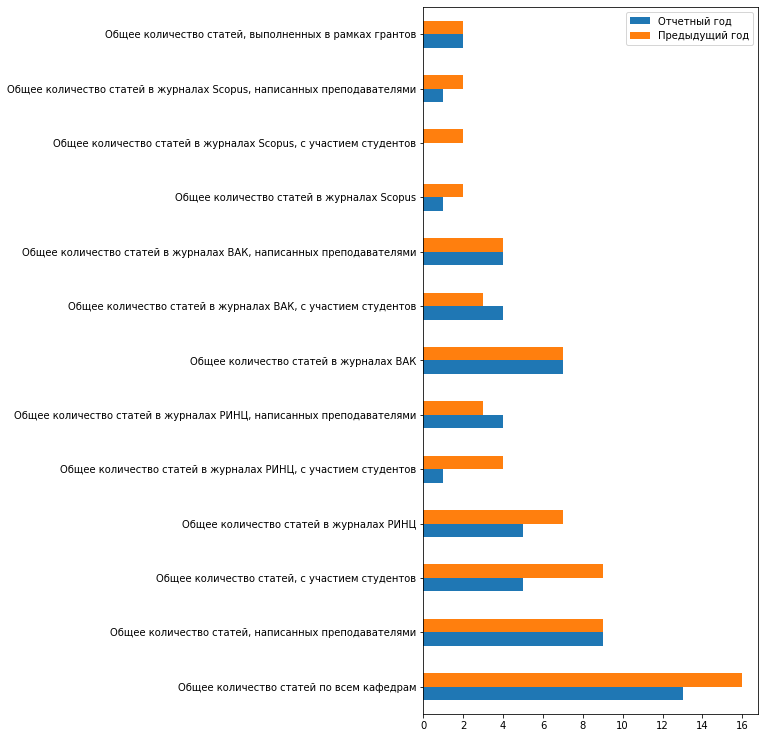 Отчетный год
Предыдущий год
Общее количество статей, выполненных в рамках грантов
Общее количество статей в журналах Scopus, написанных преподавателями
Общее количество статей в журналах Scopus, с участием студентов
Общее количество статей в журналах Scopus
Общее количество статей в журналах ВАК, написанных преподавателями
Общее количество статей в журналах ВАК, с участием студентов
Общее количество статей в журналах ВАК
Общее количество статей в журналах РИНЦ, написанных преподавателями
Общее количество статей в журналах РИНЦ, с участием студентов
Общее количество статей в журналах РИНЦ
Общее количество статей, с участием студентов
Общее количество статей, написанных преподавателями
Общее количество статей по всем кафедрам
0 2 4 6 8 10 12 14 16